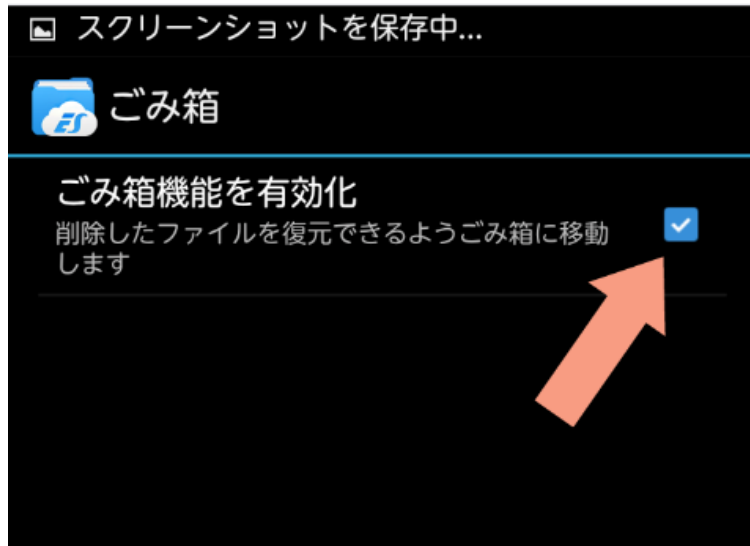 スクリーンショットを保存中...
ES
ごみ箱
ごみ箱機能を有効化
削除したファイルを復元できるようごみ箱に移動
します